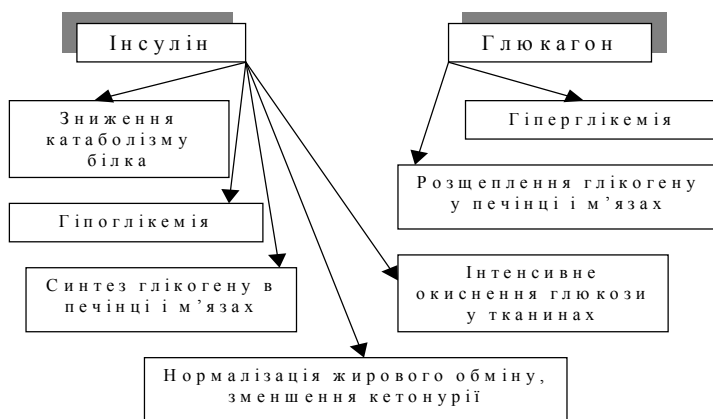 Інсулін
Глюкагон
Зниження
катаболізму
білка
Гіперглікемія
Розщеплення глікогену
у печінці і м’язах
Гіпоглікемія
Синтез глікогену в
печінці і м’язах
Інтенсивне
окиснення глюкози
у тканинах
Нормалізація жирового обміну,
зменшення кетонурії